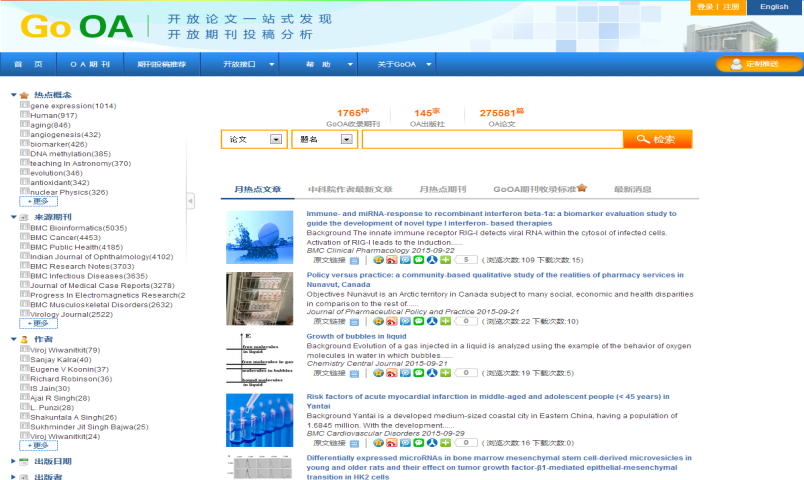 登录 | 注册
English
Go OA
开 放 论 文 一 站 式 发 现
开 放 期 刊 投 稿 分 析
首 页
O A 期 刊
期刊投稿推荐
开放接口
帮 助
关于GoOA
定制推送
热点概念
gene expression(1014)
Human(917)
aging(846)
angiogenesis(432)
biomarker(426)
DNA methylation(385)
teaching In Astronomy(370)
evolution(346)
antioxidant(342)
nuclear Physics(326)
+更多
来源期刊
BMC Bioinformatics(5035)
BMC Cancer(4453)
BMC Public Health(4185)
Indian Journal of Ophthalmology(4102)
BMC Research Notes(3703)
BMC Infectious Diseases(3635)
Journal of Medical Case Reports(3278)
Progress In Electromagnetics Research(2
BMC Musculoskeletal Disorders(2632)
Virology Journal(2522)
+更多
作者
Viroj Wiwanitkit(79)
Sanjay Kalra(40)
Eugene V Koonin(37)
Richard Robinson(36)
IS Jain(30)
Ajai R Singh(28)
L. Punzi(28)
Shakuntala A Singh(26)
Sukhminder Jit Singh Bajwa(25)
Viroj Wiwanitkit(24)
+更多
出版日期
出版者
1765种
GoOA收录期刊
145家
OA出版社
275581篇
OA论文
论文
题名
检索
月热点文章
中科院作者最新文章
月热点期刊
GoOA期刊收录标准
最新消息
Immune- and miRNA-response to recombinant interferon beta-1a: a biomarker evaluation study to
guide the development of novel type I interferon- based therapies
Background The innate immune receptor RIG-I detects viral RNA within the cytosol of infected cells.
Activation of RIG-I leads to the induction......
BMC Clinical Pharmacology 2015-09-22
原文链接 | 5 (浏览次数:109 下载次数:15)
Policy versus practice: a community-based qualitative study of the realities of pharmacy services in
Nunavut, Canada
Objectives Nunavut is an Arctic territory in Canada subject to many social, economic and health disparities
in comparison to the rest of......
Journal of Pharmaceutical Policy and Practice 2015-09-21
原文链接 | 0 (浏览次数:22 下载次数:10)
E
free molecules
in liquid
free molecules in gas
molecules in bubbles
bound molecules
in liquid
Growth of bubbles in liquid
Background Evolution of a gas injected in a liquid is analyzed using the example of the behavior of oxygen
molecules in water in which bubbles......
Chemistry Central Journal 2015-09-21
原文链接 | 0 (浏览次数:19 下载次数:5)
Risk factors of acute myocardial infarction in middle-aged and adolescent people (< 45 years) in
Yantai
Background Yantai is a developed medium-sized coastal city in Eastern China, having a population of
1.6845 million. With the development......
BMC Cardiovascular Disorders 2015-09-29
原文链接 | 0 (浏览次数:16 下载次数:0)
Differentially expressed microRNAs in bone marrow mesenchymal stem cell-derived microvesicles in
young and older rats and their effect on tumor growth factor-β1-mediated epithelial-mesenchymal
transition in HK2 cells